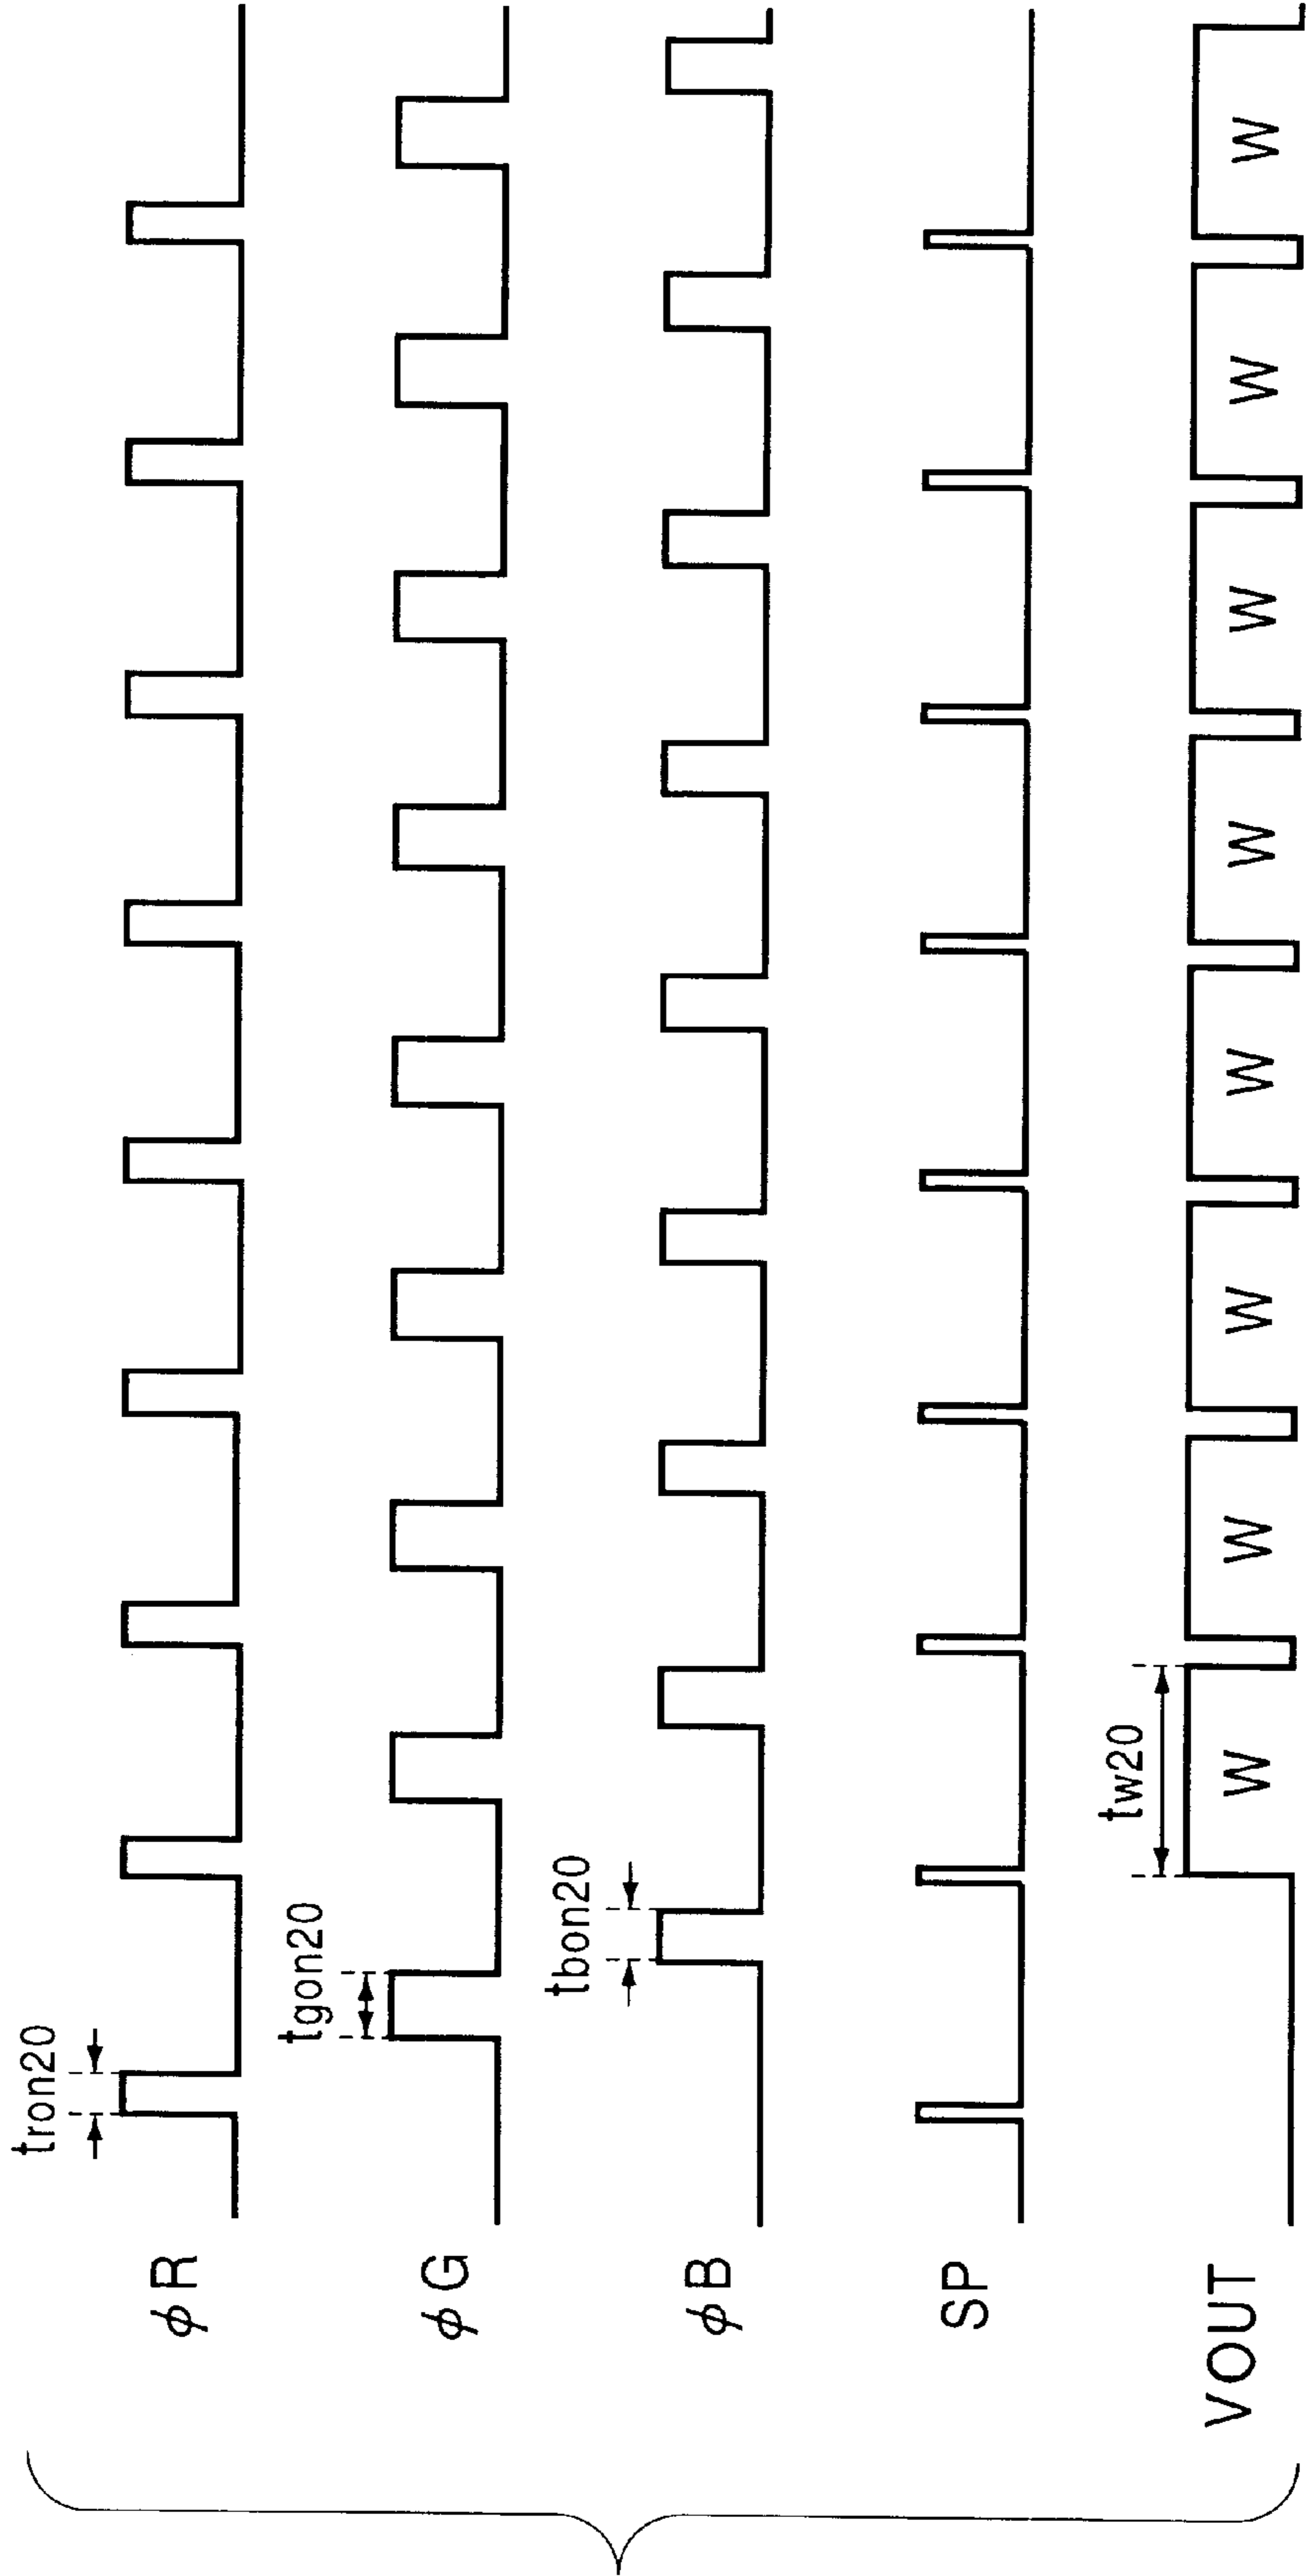 tron20
φR
tgon20
φG
tbon20
φB
SP
tw20
VOUT
W W W W W W W W